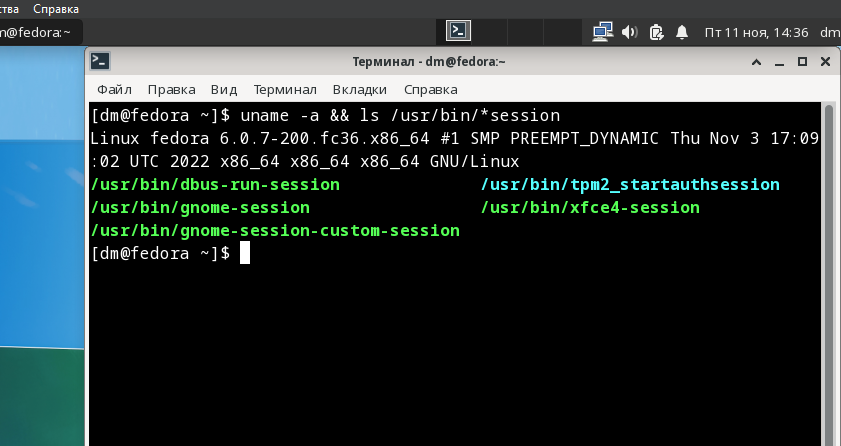 ства Справка
m@fedora:~
Пт 11 ноя, 14:36 dm
Терминал - dm@fedora:~
Файл Правка Вид Терминал Вкладки Справка
[dm@fedora ~]$ uname -a && ls /usr/bin/*session
Linux fedora 6.0.7-200.fc36.x86_64 #1 SMP PREEMPT_DYNAMIC Thu Nov 3 17:09
:02 UTC 2022 x86_64 x86_64 x86_64 GNU/Linux
/usr/bin/dbus-run-session /usr/bin/tpm2_startauthsession
/usr/bin/gnome-session /usr/bin/xfce4-session
/usr/bin/gnome-session-custom-session
[dm@fedora ~]$